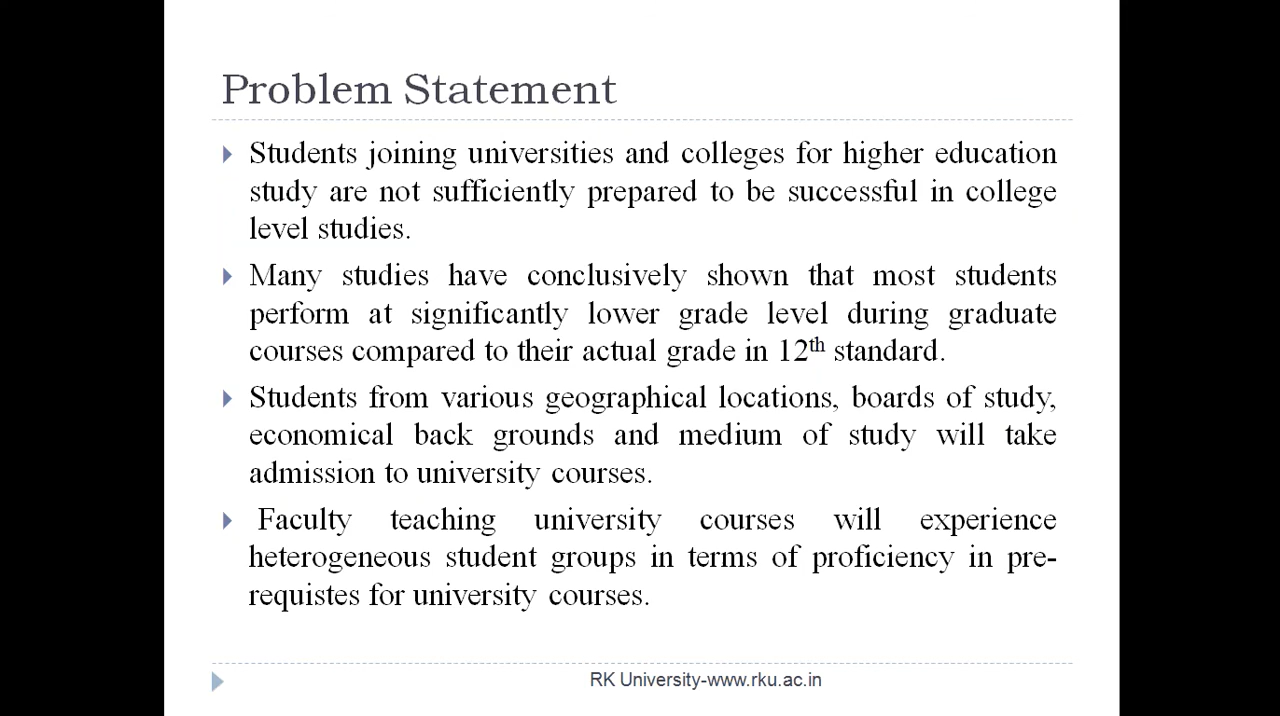 Problem Statement
Students joining universities and colleges for higher education
study are not sufficiently prepared to be successful in college
level studies.
Many studies have conclusively shown that most students
perform at significantly lower grade level during graduate
courses compared to their actual grade in 12th standard.
Students from various geographical locations, boards of study,
economical back grounds and medium of study will take
admission to university courses.
Faculty teaching university courses will experience
heterogeneous student groups in terms of proficiency in pre-
requistes for university courses.
RK University-www.rku.ac.in